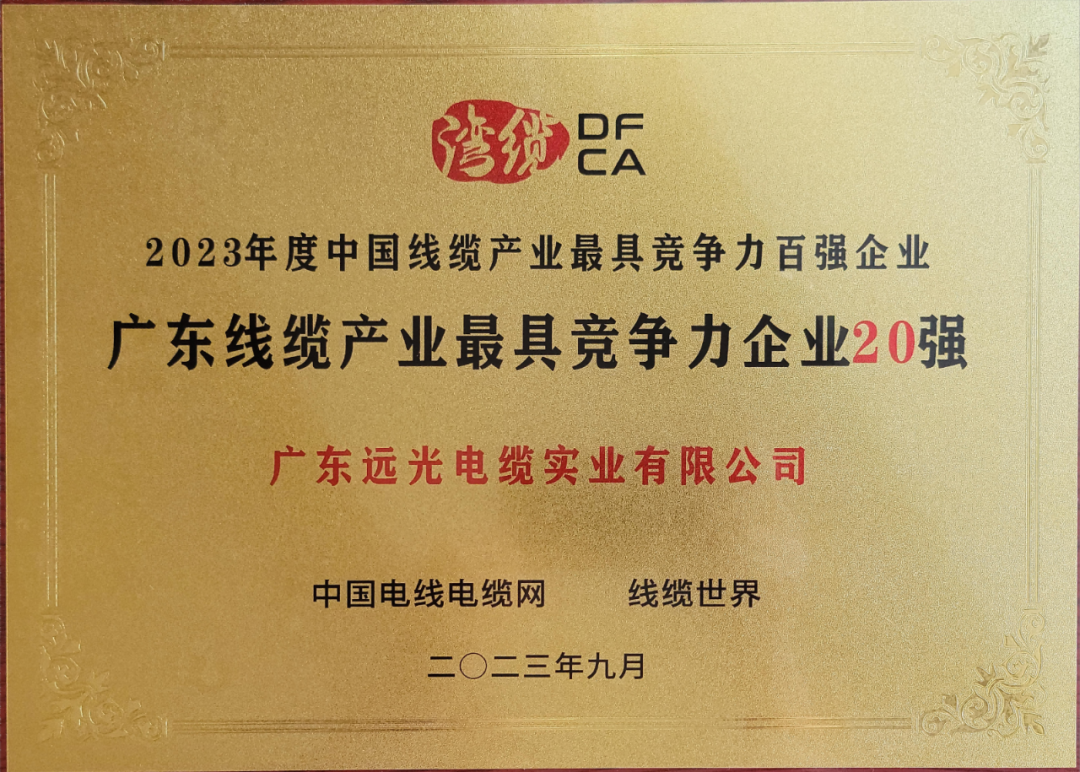 湾缆 DF
CA
2023年度中国线缆产业最具竞争力百强企业
广东线缆产业最具竞争力企业20强
广东远光电缆实业有限公司
中国电线电缆网 线缆世界
二〇二三年九月